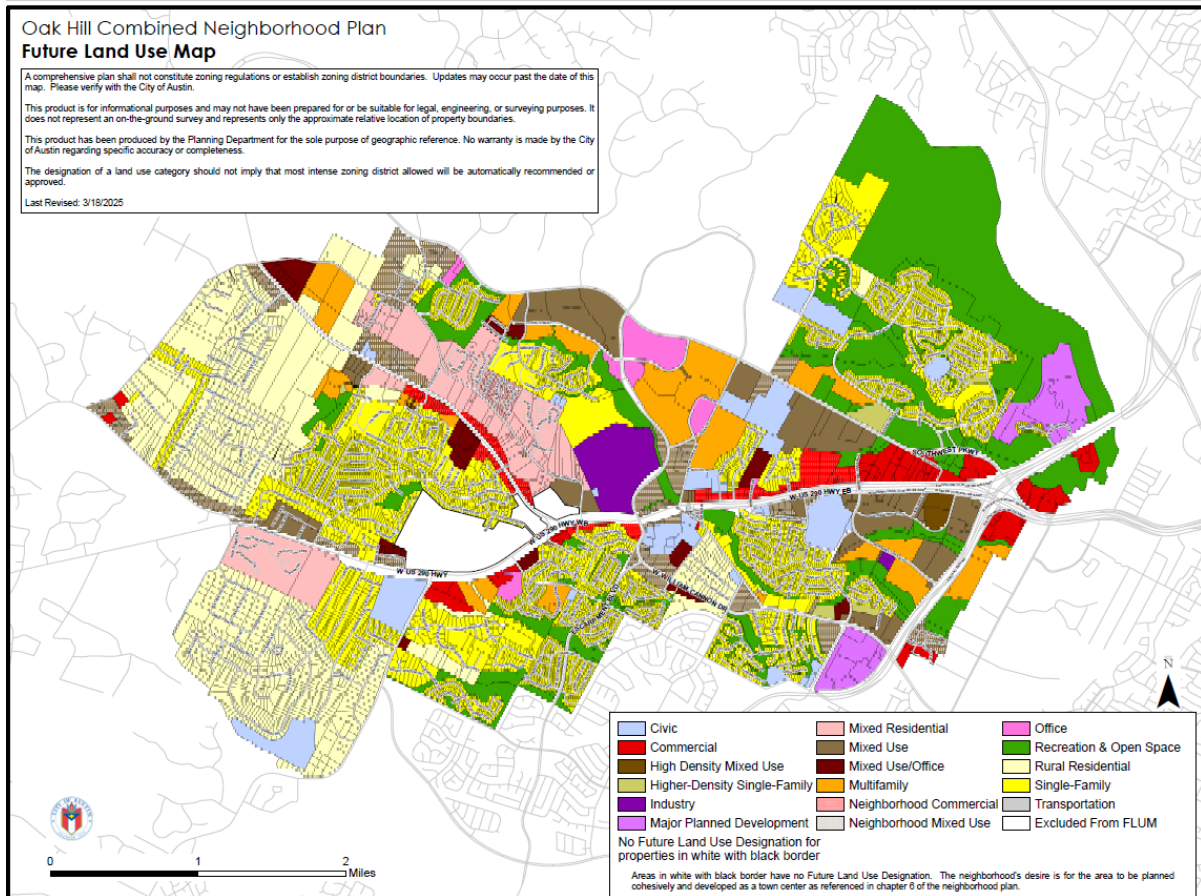 Oak Hill Combined Neighborhood Plan
Future Land Use Map
A comprehensive plan shall not constitute zoning regulations or establish zoning district boundaries. Updates may occur past the date of this
map. Please verify with the City of Austin.
This product is for informational purposes and may not have been prepared for or be suitable for legal, engineering, or surveying purposes. It
does not represent an on-the-ground survey and represents only the approximate relative location of property boundaries.
This product has been produced by the Planning Department for the sole purpose of geographic reference. No warranty is made by the City
of Austin regarding specific accuracy or completeness.
The designation of a land use category should not imply that most intense zoning district allowed will be automatically recommended or
approved.
Last Revised: 3/18/2025
SOUTHWEST PKWY
W US 290 HWY EB
W US 290 HWY WB
W US 290 HWY
W WILLIAM CANNON DR
N
Civic
Commercial
High Density Mixed Use
Higher-Density Single-Family
Industry
Major Planned Development
Mixed Residential
Mixed Use
Mixed Use/Office
Multifamily
Neighborhood Commercial
Neighborhood Mixed Use
Office
Recreation & Open Space
Rural Residential
Single-Family
Transportation
Excluded From FLUM
No Future Land Use Designation for
properties in white with black border
Areas in white with black border have no Future Land Use Designation. The neighborhood's desire is for the area to be planned
cohesively and developed as a town center as referenced in chapter 6 of the neighborhood plan.
0 1 2
Miles